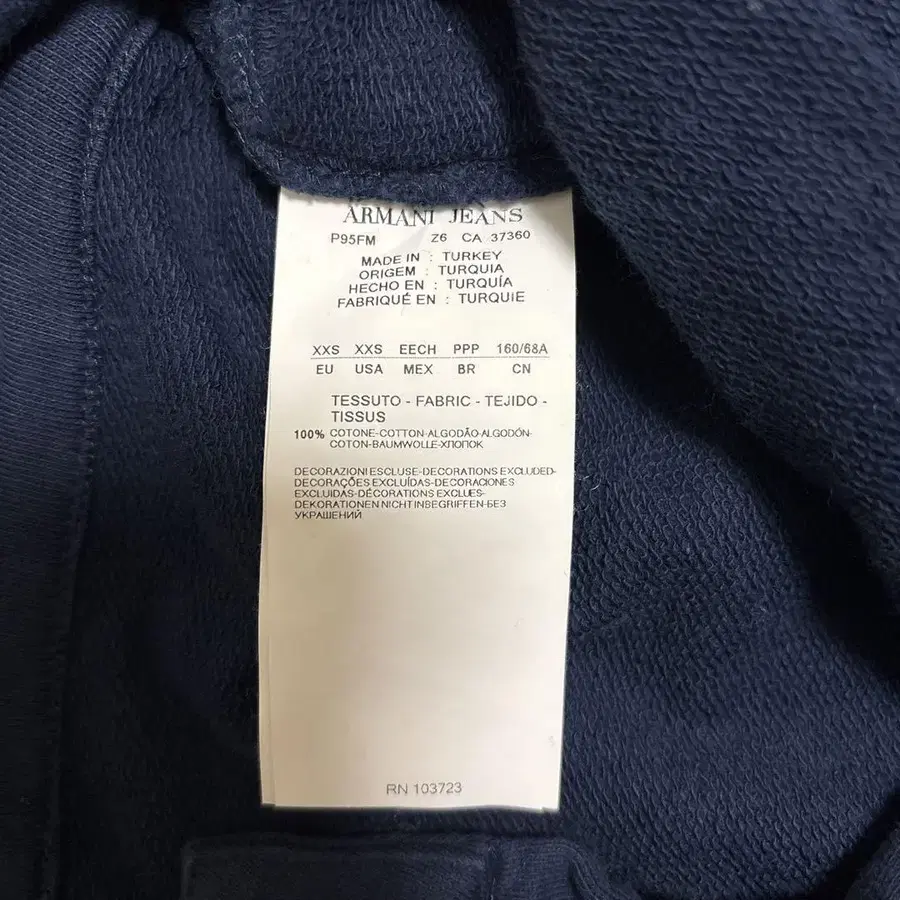 ARMANI JEANS
P95FM Z6 CA 37360
MADE IN : TURKEY
ORIGEM : TURQUIA
HECHO EN : TURQUÍA
FABRIQUÉ EN : TURQUIE
XXS XXS EECH PPP 160/68A
EU USA MEX BR CN
TESSUTO - FABRIC - TEJIDO -
TISSUS
100% COTONE-COTTON-ALGODÃO-ALGODÓN-
COTON-BAUMWOLLE-ХЛОПОК
DECORAZIONI ESCLUSE-DECORATIONS EXCLUDED-
DECORAÇÕES EXCLUÍDAS-DECORACIONES
EXCLUIDAS-DÉCORATIONS EXCLUES-
DEKORATIONEN NICHT INBEGRIFFEN-БЕЗ
УКРАШЕНИЙ
RN 103723